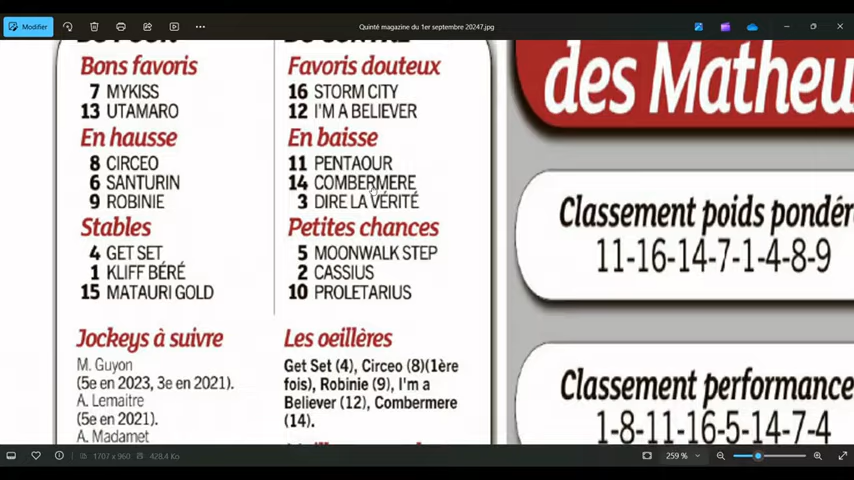 Modifier
Quinté magazine du 1er septembre 20247.jpg
Bons favoris
7 MYKISS
13 UTAMARO
En hausse
8 CIRCEO
6 SANTURIN
9 ROBINIE
Stables
4 GET SET
1 KLIFF BÉRÉ
15 MATAURI GOLD
Jockeys à suivre
M. Guyon
(5e en 2023, 3e en 2021).
A. Lemaitre
(5e en 2021).
A. Madamet
Favoris douteux
16 STORM CITY
12 I'M A BELIEVER
En baisse
11 PENTAOUR
14 COMBERMERE
3 DIRE LA VÉRITÉ
Petites chances
5 MOONWALK STEP
2 CASSIUS
10 PROLETARIUS
Les oeillères
Get Set (4), Circeo (8)(1ère
fois), Robinie (9), I'm a
Believer (12), Combermere
(14).
des Matheu
Classement poids pondér
11-16-14-7-1-4-8-9
Classement performance
1-8-11-16-5-14-7-4
1707 x 960
428,4 Ko
259 %